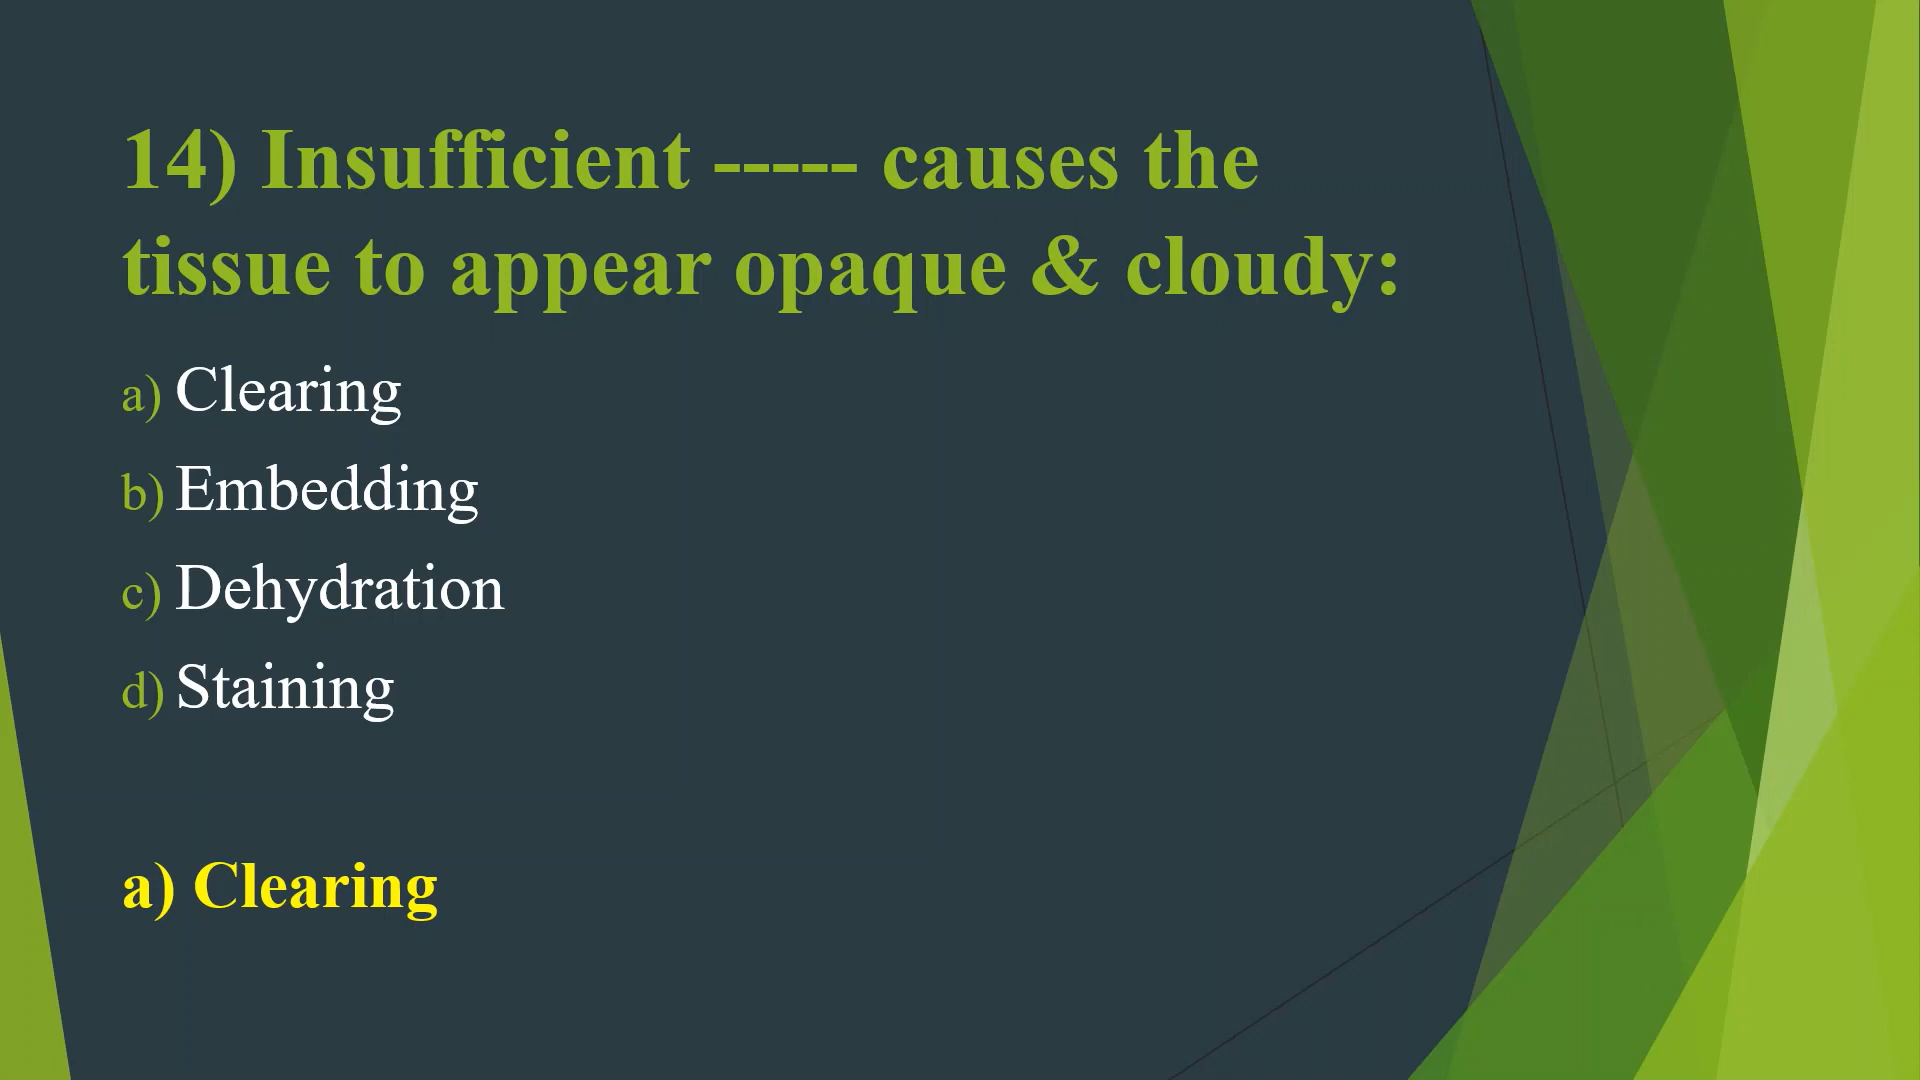 14) Insufficient ----- causes the
tissue to appear opaque & cloudy:
a) Clearing
b) Embedding
c) Dehydration
d) Staining
a) Clearing